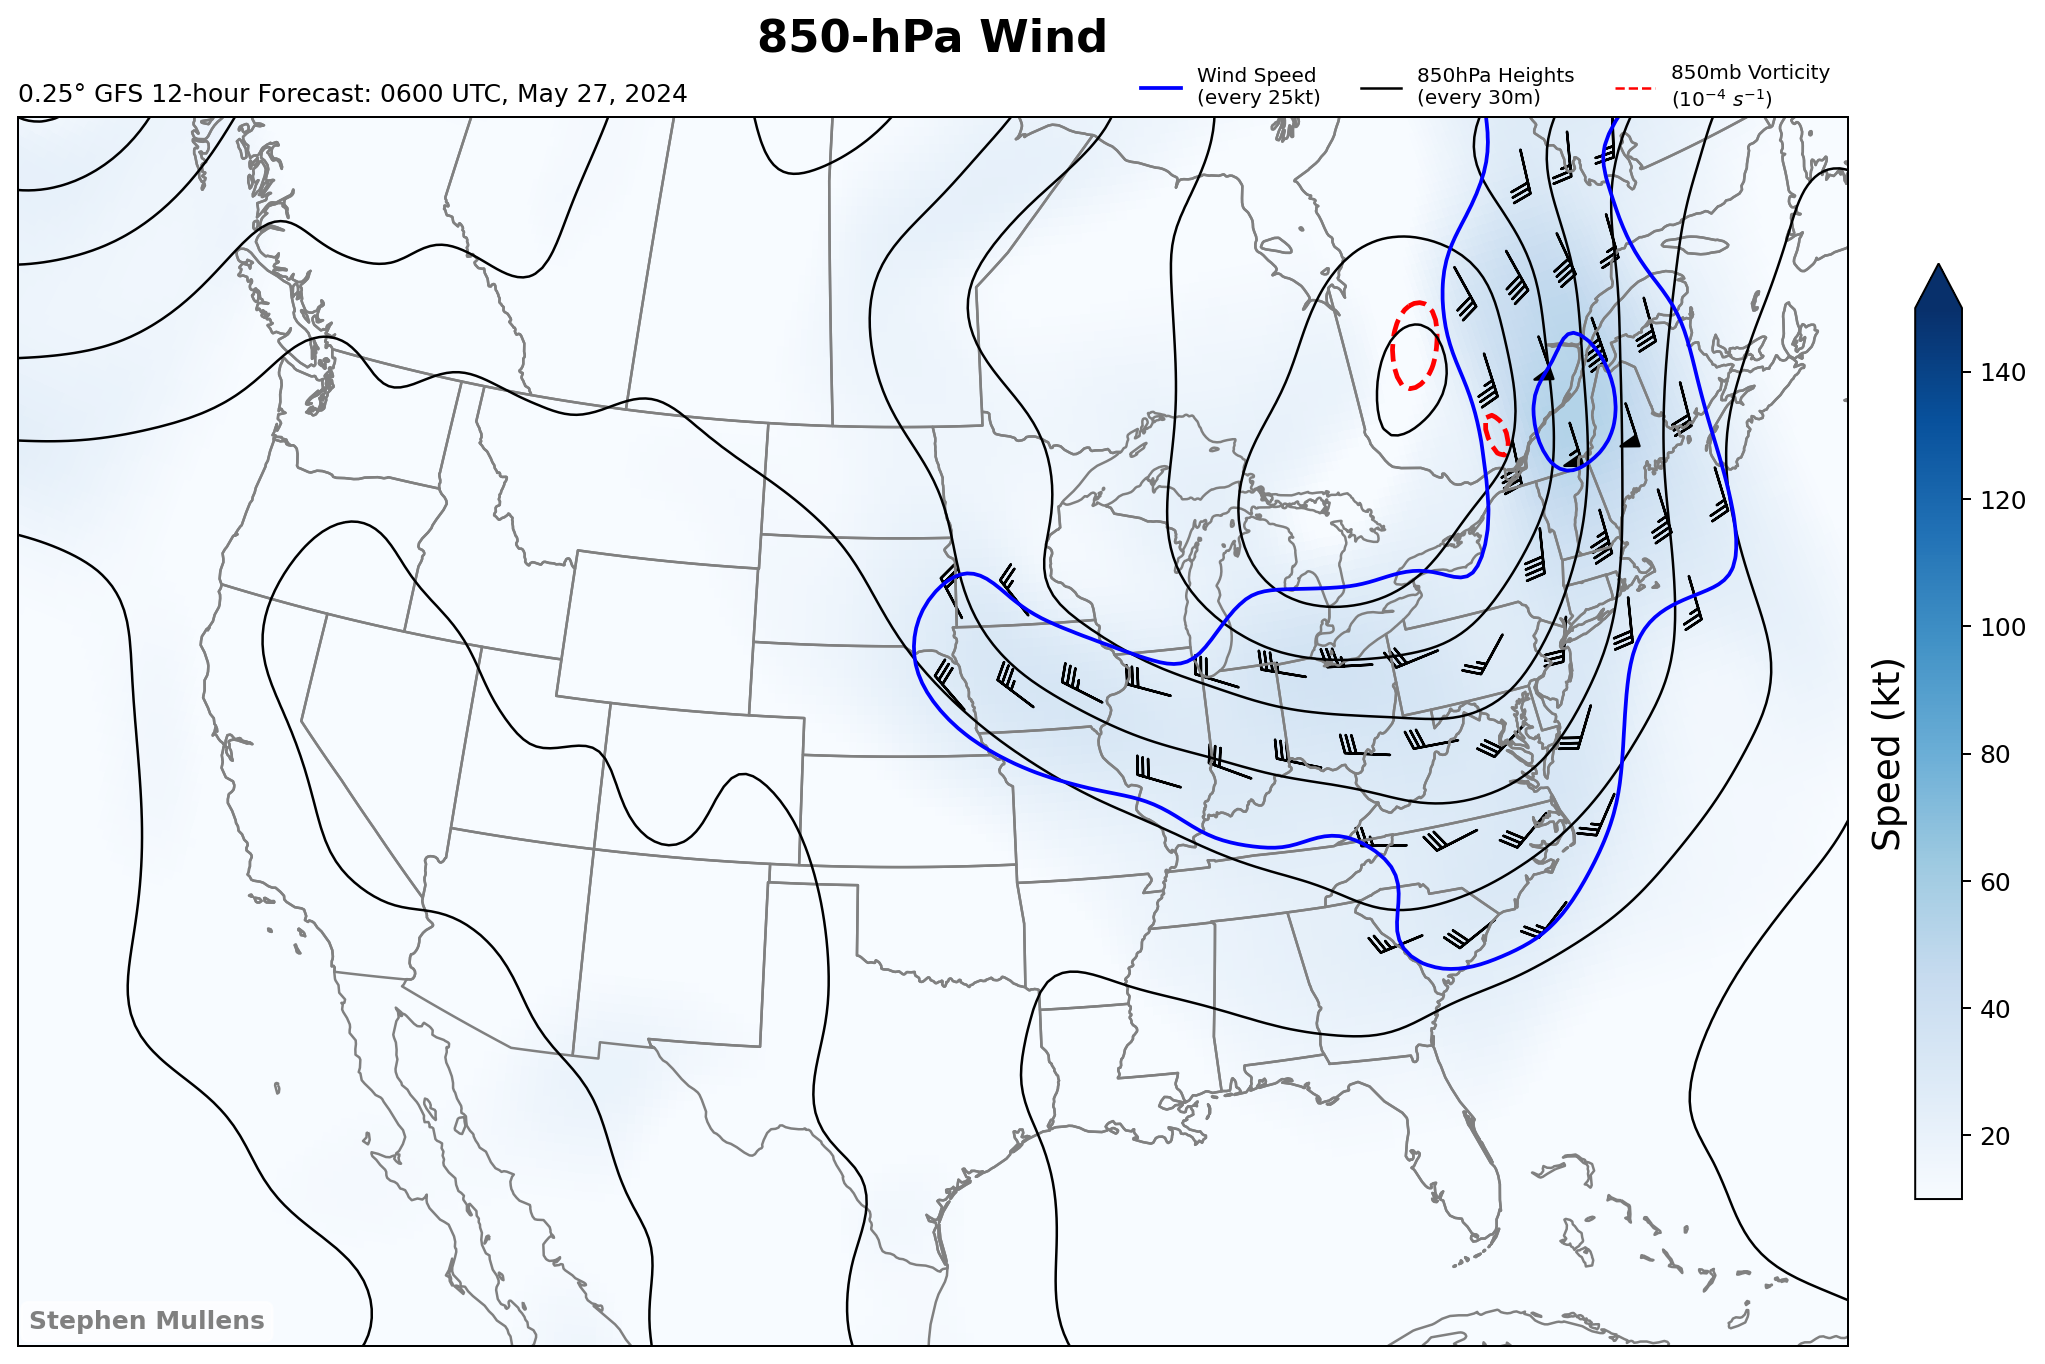 850-hPa Wind
0.25° GFS 12-hour Forecast: 0600 UTC, May 27, 2024
Wind Speed
(every 25kt)
850hPa Heights
(every 30m)
850mb Vorticity
(10⁻⁴ s⁻¹)
140
120
100
80
60
40
20
Speed (kt)
Stephen Mullens